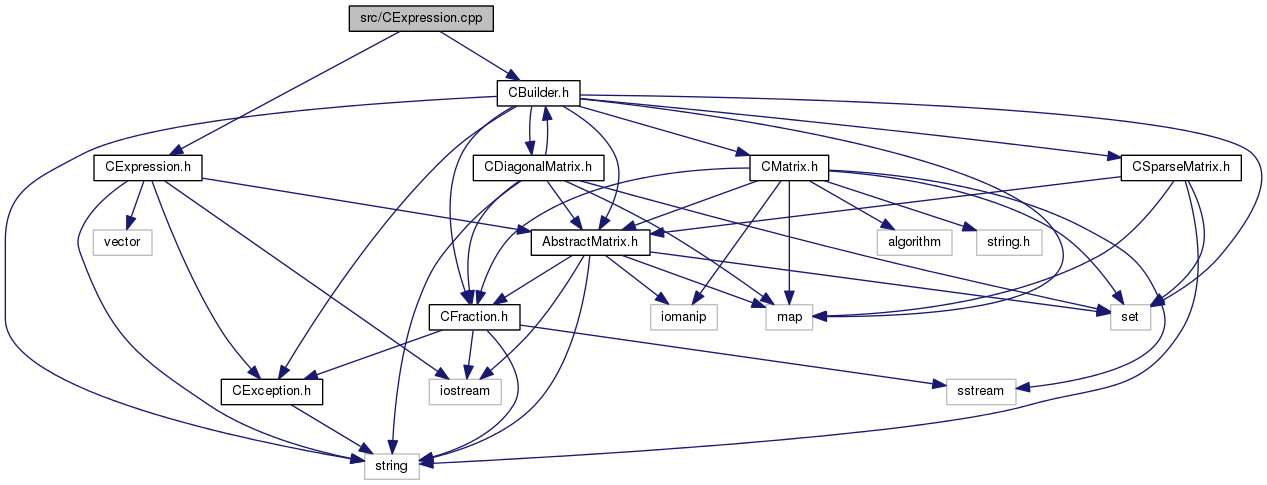 src/CExpression.cpp
CBuilder.h
CExpression.h
CDiagonalMatrix.h
CMatrix.h
CSparseMatrix.h
vector
AbstractMatrix.h
algorithm
string.h
CFraction.h
iomanip
map
set
CException.h
iostream
sstream
string